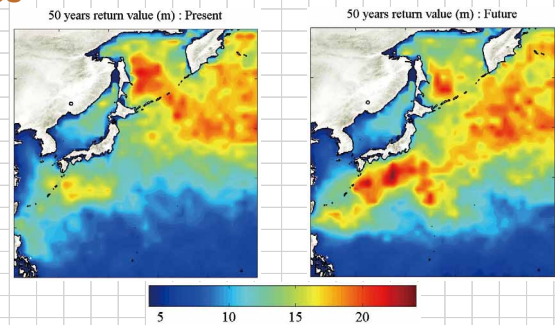 50 years return value (m) : Present
50 years return value (m) : Future
5 10 15 20